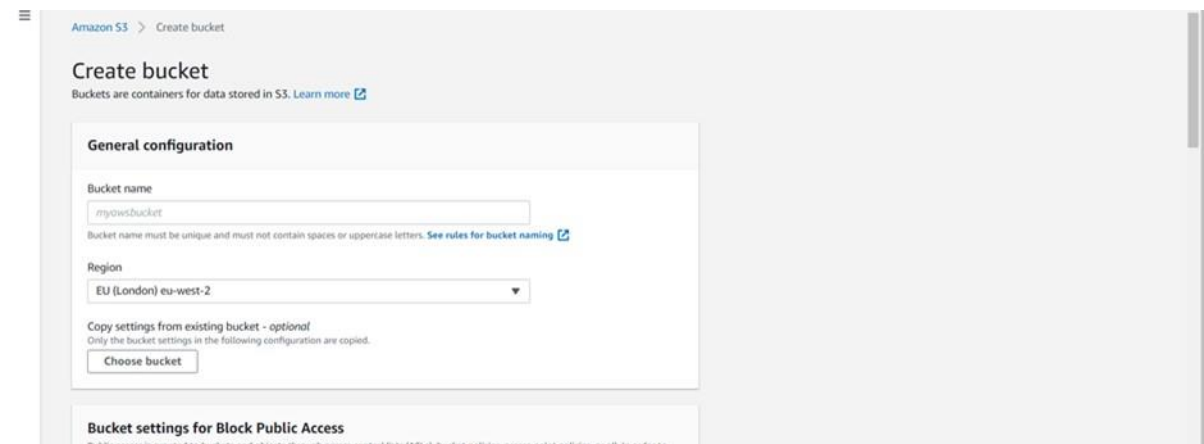 Amazon S3 > Create bucket
Create bucket
Buckets are containers for data stored in S3. Learn more
General configuration
Bucket name
myawsbucket
Bucket name must be unique and must not contain spaces or uppercase letters. See rules for bucket naming
Region
EU (London) eu-west-2
Copy settings from existing bucket - optional
Only the bucket settings in the following configuration are copied.
Choose bucket
Bucket settings for Block Public Access